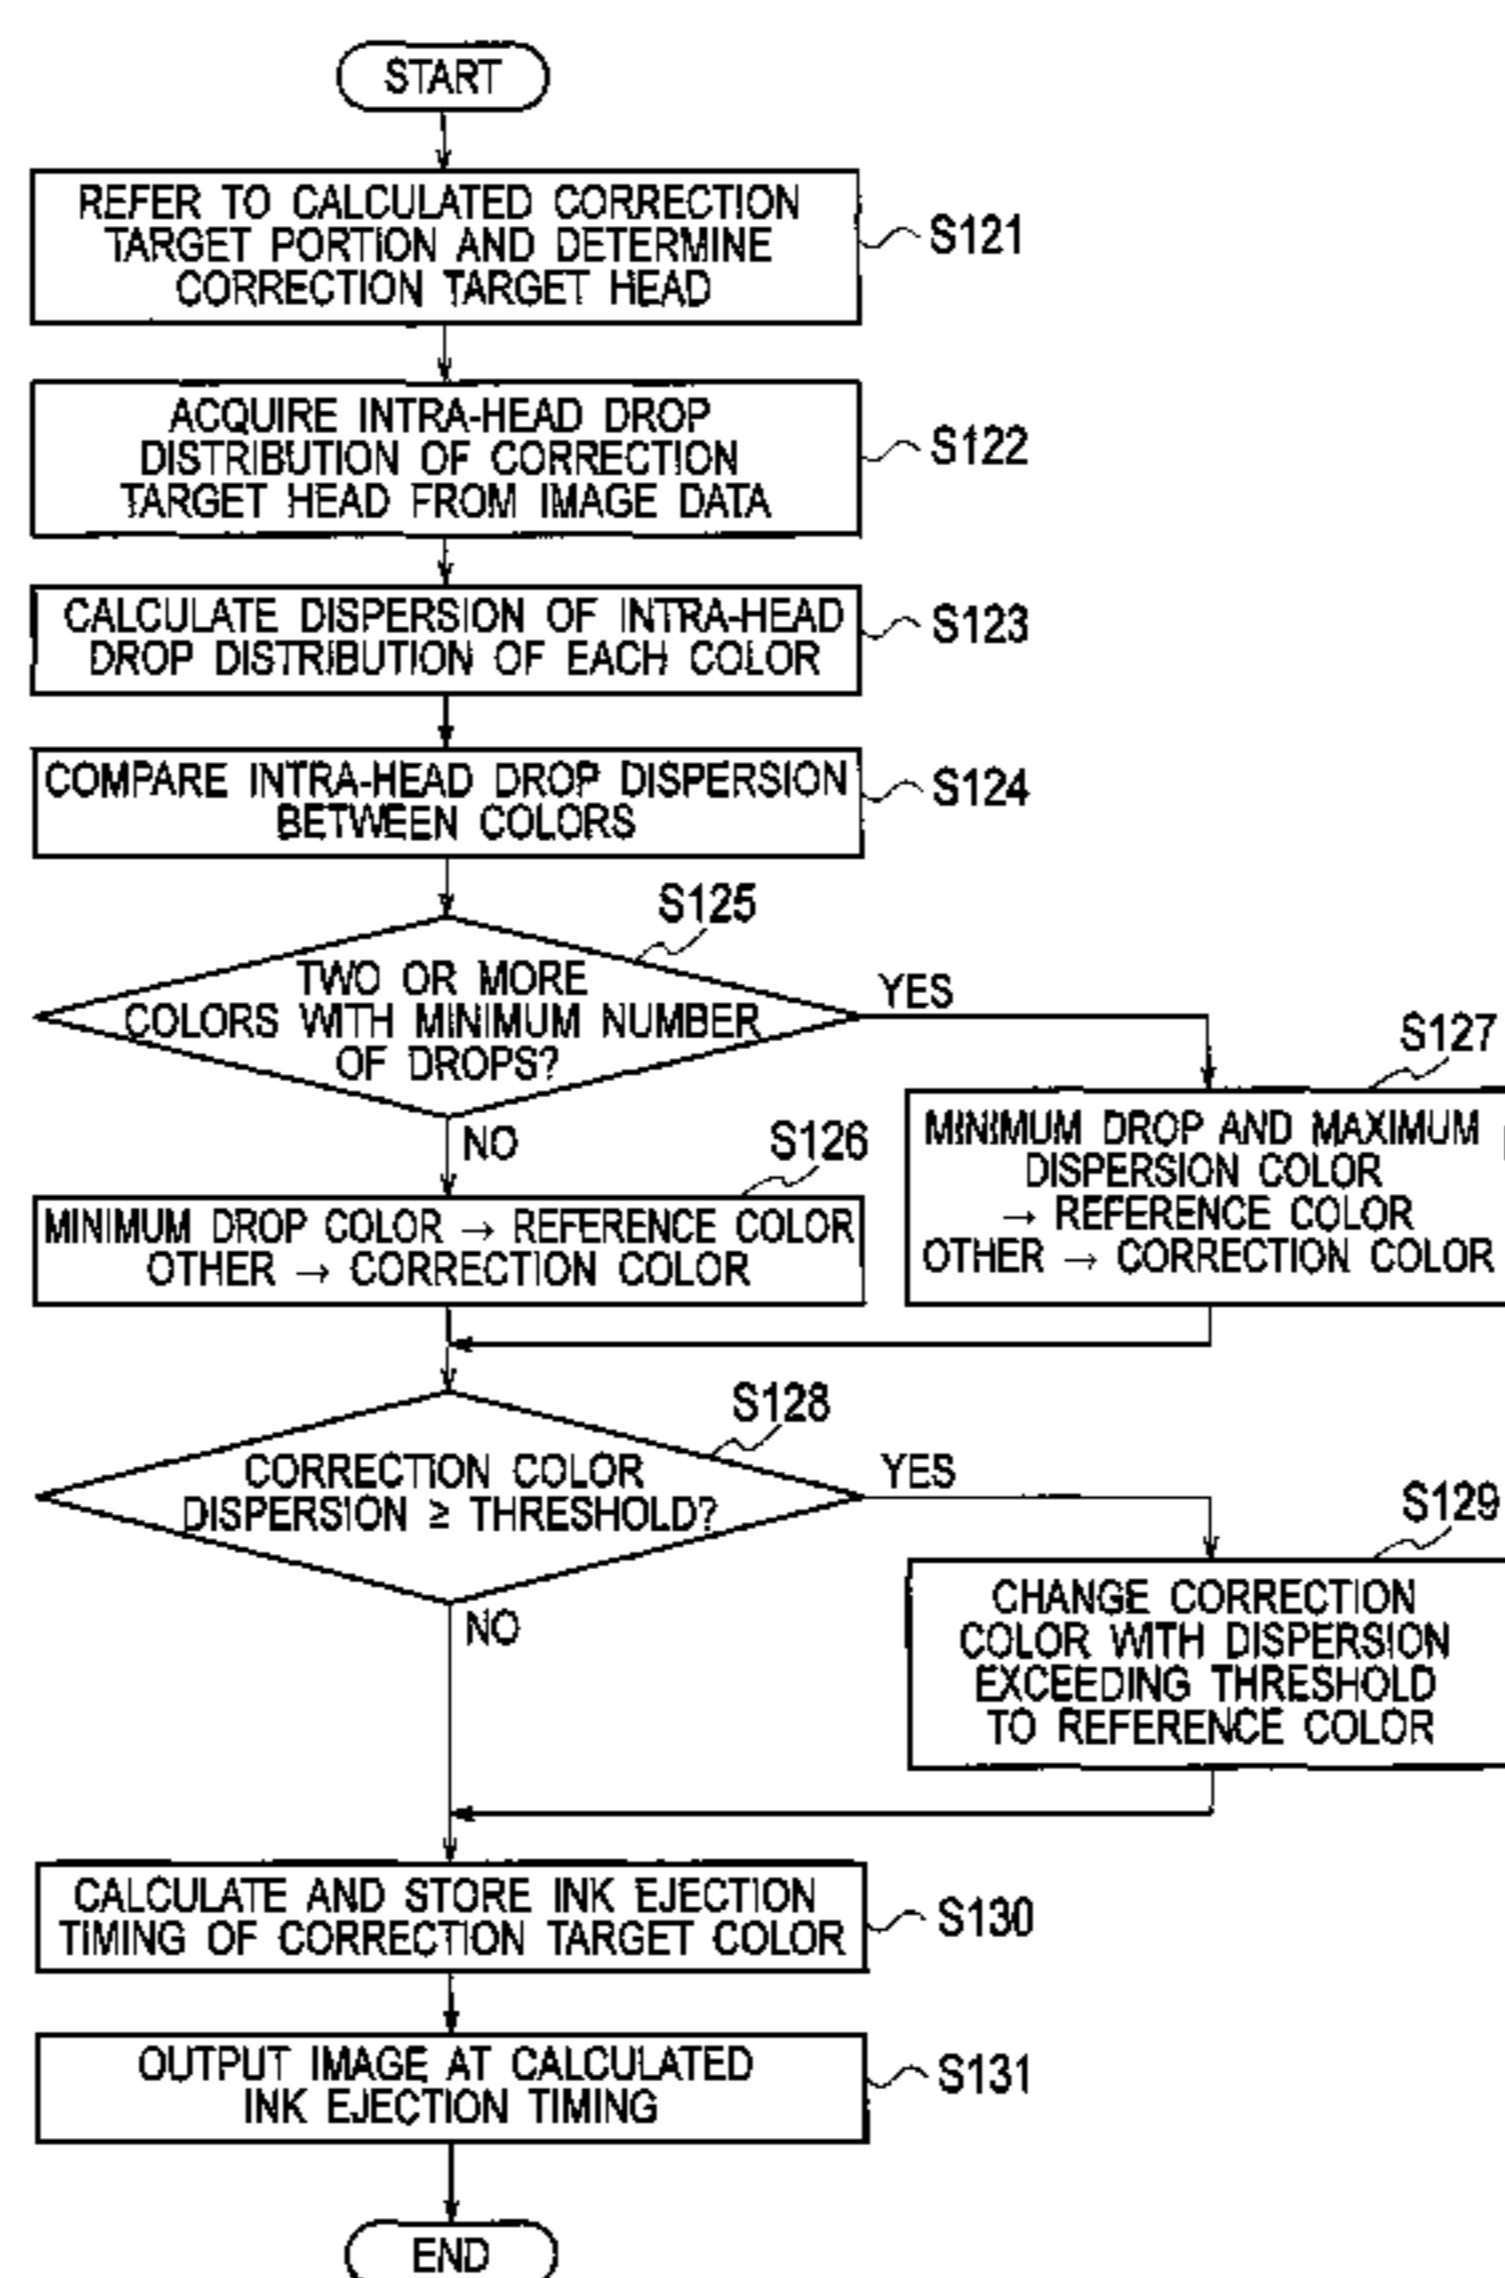 START
REFER TO CALCULATED CORRECTION
TARGET PORTION AND DETERMINE
CORRECTION TARGET HEAD
S121
ACQUIRE INTRA-HEAD DROP
DISTRIBUTION OF CORRECTION
TARGET HEAD FROM IMAGE DATA
S122
CALCULATE DISPERSION OF INTRA-HEAD
DROP DISTRIBUTION OF EACH COLOR
S123
COMPARE INTRA-HEAD DROP DISPERSION
BETWEEN COLORS
S124
S125
TWO OR MORE
COLORS WITH MINIMUM NUMBER
OF DROPS?
YES
NO
S127
MINIMUM DROP AND MAXIMUM
DISPERSION COLOR
→ REFERENCE COLOR
OTHER → CORRECTION COLOR
S126
MINIMUM DROP COLOR → REFERENCE COLOR
OTHER → CORRECTION COLOR
S128
CORRECTION COLOR
DISPERSION ≥ THRESHOLD?
YES
NO
S129
CHANGE CORRECTION
COLOR WITH DISPERSION
EXCEEDING THRESHOLD
TO REFERENCE COLOR
CALCULATE AND STORE INK EJECTION
TIMING OF CORRECTION TARGET COLOR
S130
OUTPUT IMAGE AT CALCULATED
INK EJECTION TIMING
S131
END